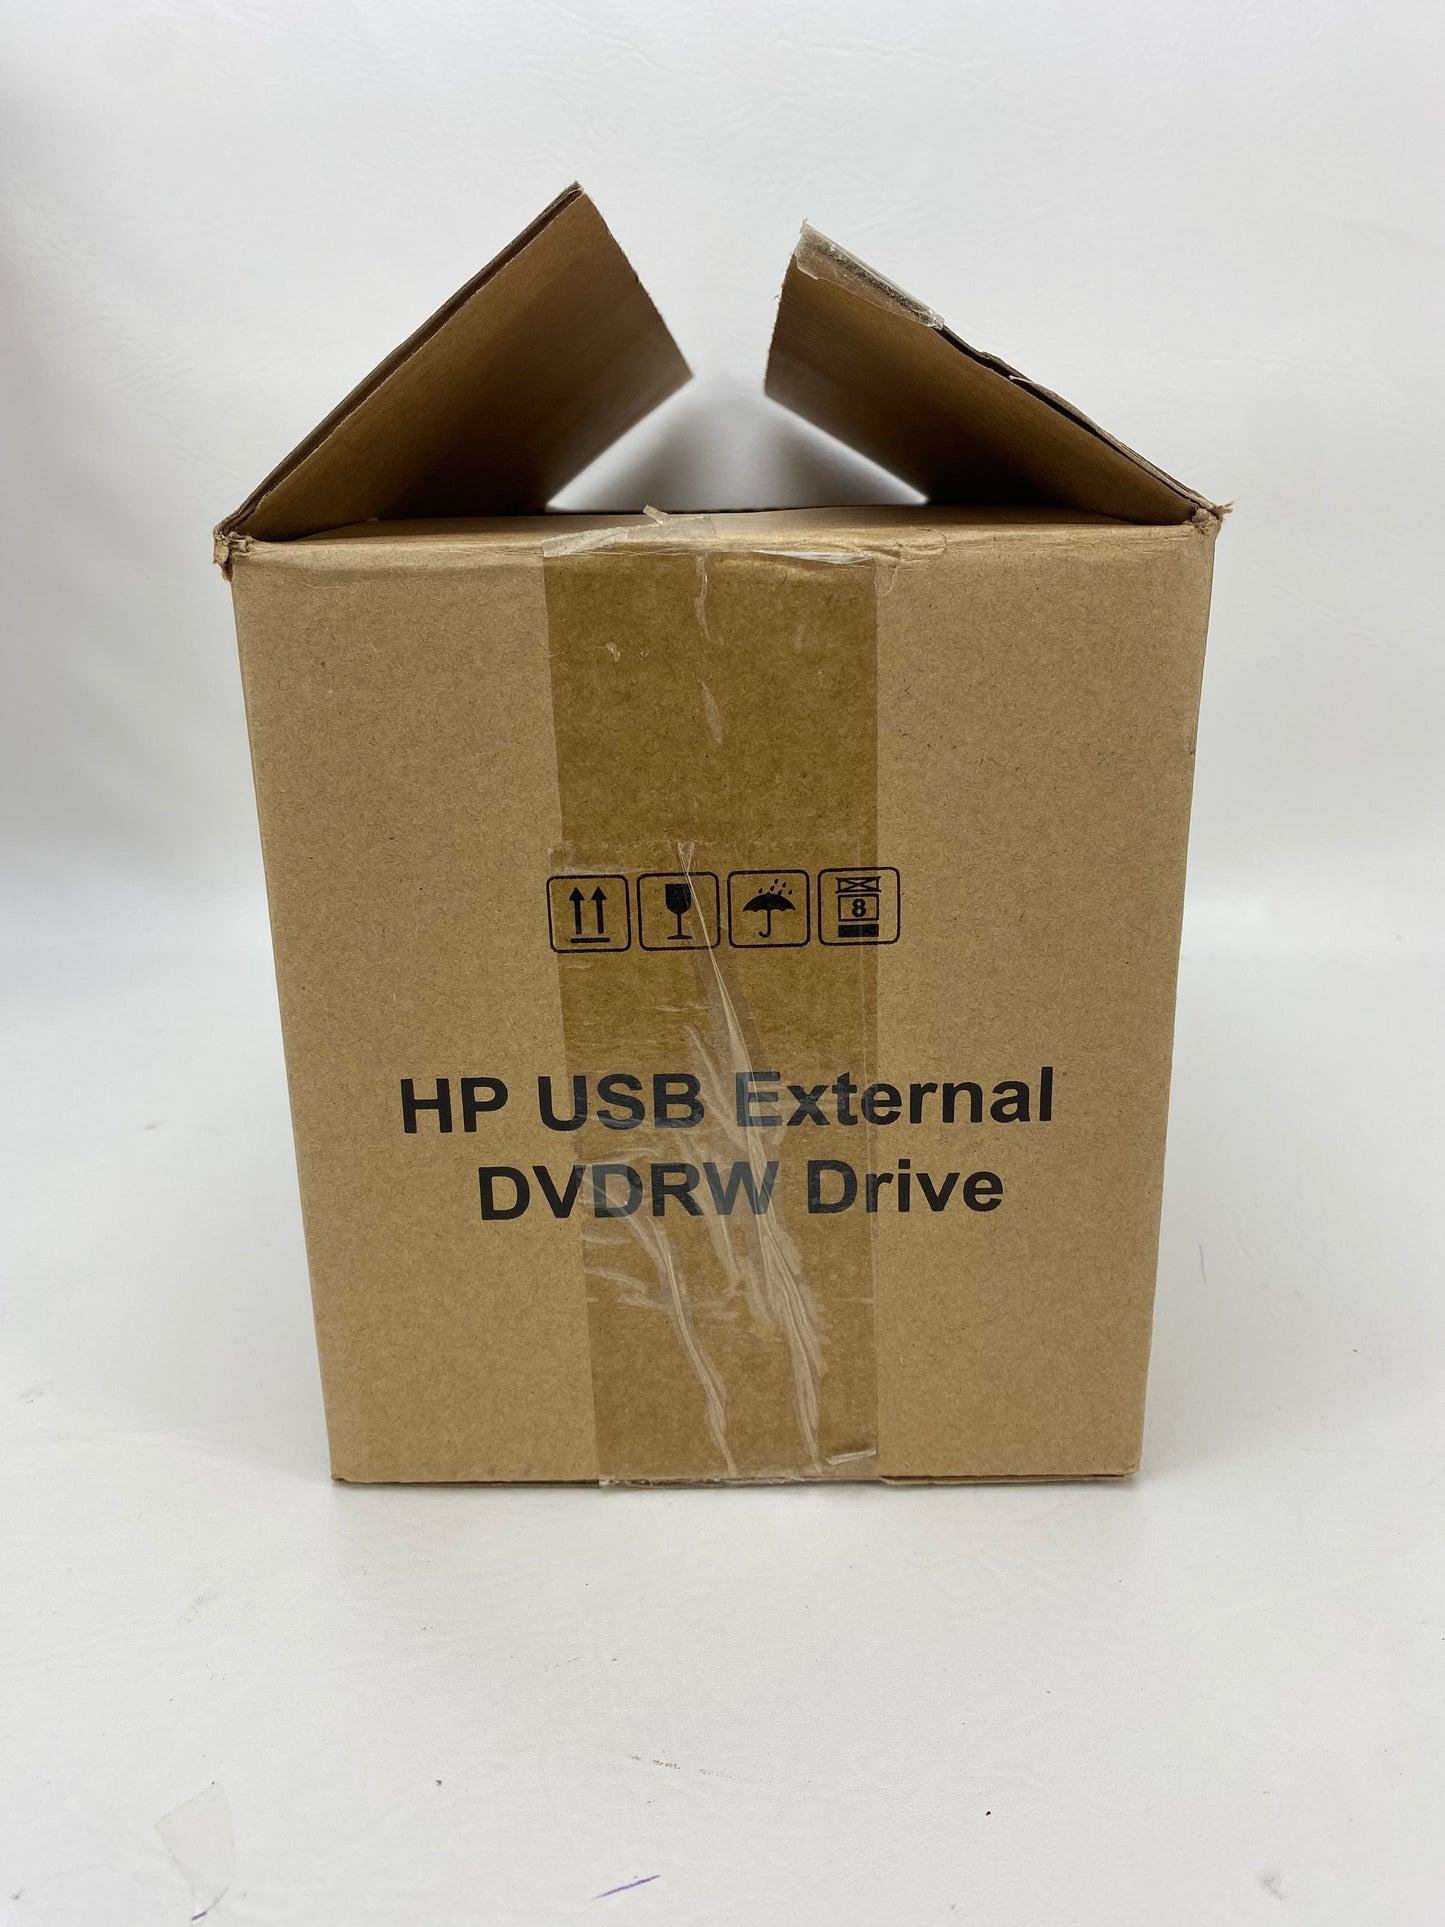 8
HP USB External
DVDRW Drive